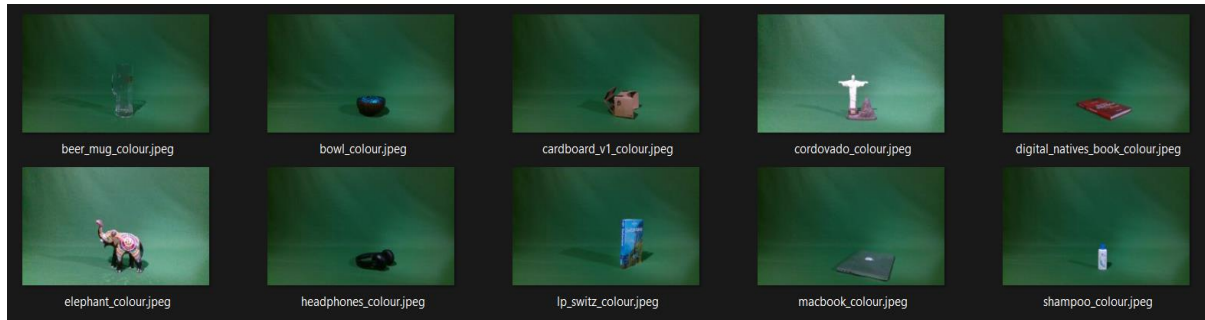 beer_mug_colour.jpeg
bowl_colour.jpeg
cardboard_v1_colour.jpeg
cordovado_colour.jpeg
digital_natives_book_colour.jpeg
elephant_colour.jpeg
headphones_colour.jpeg
lp_switz_colour.jpeg
macbook_colour.jpeg
shampoo_colour.jpeg